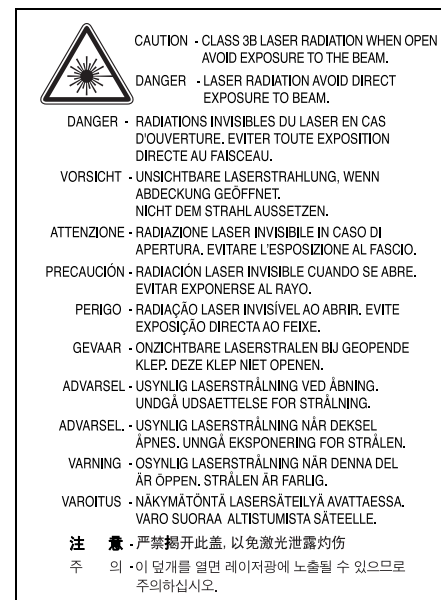 CAUTION - CLASS 3B LASER RADIATION WHEN OPEN
AVOID EXPOSURE TO THE BEAM.
DANGER - LASER RADIATION AVOID DIRECT
EXPOSURE TO BEAM.
DANGER - RADIATIONS INVISIBLES DU LASER EN CAS
D'OUVERTURE. EVITER TOUTE EXPOSITION
DIRECTE AU FAISCEAU.
VORSICHT - UNSICHTBARE LASERSTRAHLUNG, WENN
ABDECKUNG GEÖFFNET.
NICHT DEM STRAHL AUSSETZEN.
ATTENZIONE - RADIAZIONE LASER INVISIBILE IN CASO DI
APERTURA. EVITARE L'ESPOSIZIONE AL FASCIO.
PRECAUCIÓN - RADIACIÓN LASER INVISIBLE CUANDO SE ABRE.
EVITAR EXPONERSE AL RAYO.
PERIGO - RADIAÇÃO LASER INVISÍVEL AO ABRIR. EVITE
EXPOSIÇÃO DIRECTA AO FEIXE.
GEVAAR - ONZICHTBARE LASERSTRALEN BIJ GEOPENDE
KLEP. DEZE KLEP NIET OPENEN.
ADVARSEL - USYNLIG LASERSTRÅLNING VED ÅBNING.
UNDGÅ UDSAETTELSE FOR STRÅLNING.
ADVARSEL. - USYNLIG LASERSTRÅLNING NÅR DEKSEL
ÅPNES. UNNGÅ EKSPONERING FOR STRÅLEN.
VARNING - OSYNLIG LASERSTRÅLNING NÄR DENNA DEL
ÄR ÖPPEN. STRÅLEN ÄR FARLIG.
VAROITUS - NÄKYMÄTÖNTÄ LASERSÄTEILYÄ AVATTAESSA.
VARO SUORAA ALTISTUMISTA SÄTEELLE.
注 意 - 严禁揭开此盖, 以免激光泄露灼伤
주 의 - 이 덮개를 열면 레이저광에 노출될 수 있으므로
주의하십시오.